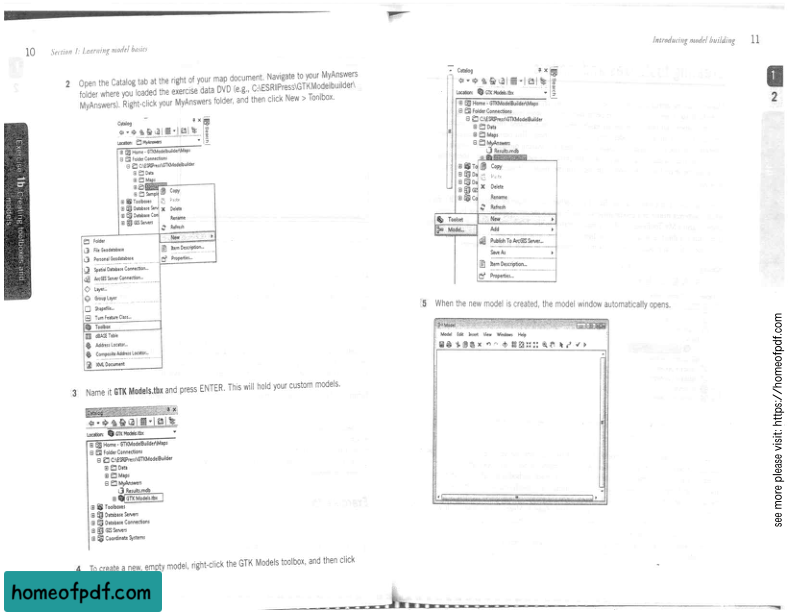 10 Section 1: Learning model basics
2 Open the Catalog tab at the right of your map document. Navigate to your MyAnswers
folder where you loaded the exercise data DVD (e.g., C:\ESRIPress\GTKModelbuilder\
MyAnswers). Right-click your MyAnswers folder, and then click New > Toolbox.
Catalog
Location: MyAnswers
Home - GTKModelBuilder\Maps
Folder Connections
C:\ESRIPress\GTKModelbuilder
Data
Maps
Sampl
Toolboxes
Database Serv
Database Con
GIS Servers
Copy
Delete
Rename
Refresh
New
Item Description...
Properties...
Folder
File Geodatabase
Personal Geodatabase
Spatial Database Connection...
ArcGIS Server Connection...
Layer...
Group Layer
Shapefile...
Turn Feature Class...
Toolbox
dBASE Table
Address Locator...
Composite Address Locator...
XML Document
Exercise 1b: Creating toolboxes and
models
3 Name it GTK Models.tbx and press ENTER. This will hold your custom models.
Catalog
Location: GTK Models.tbx
Home - GTKModelBuilder\Maps
Folder Connections
C:\ESRIPress\GTKModelBuilder
Data
Maps
MyAnswers
Results.mdb
GTK Models.tbx
Toolboxes
Database Servers
Database Connections
GIS Servers
Coordinate Systems
4 To create a new, empty model, right-click the GTK Models toolbox, and then click
homeofpdf.com
Introducing model building 11
1
2
Catalog
Search
Location: GTK Models.tbx
Home - GTKModelBuilder\Maps
Folder Connections
C:\ESRIPress\GTKModelBuilder
Data
Maps
MyAnswers
Results.mdb
Copy
Delete
Rename
Refresh
New
Add
Publish To ArcGIS Server...
Save As
Item Description...
Properties...
Toolset
Model...
5 When the new model is created, the model window automatically opens.
Model
Model Edit Insert View Windows Help
see more please visit: https://homeofpdf.com